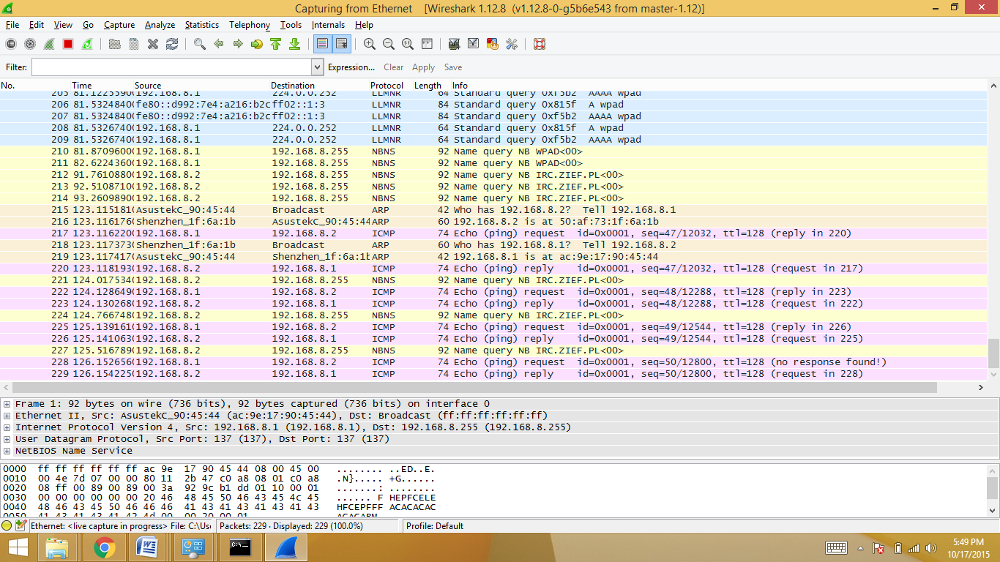 Capturing from Ethernet [Wireshark 1.12.8 (v1.12.8-0-g5b6e543 from master-1.12)]
File Edit View Go Capture Analyze Statistics Telephony Tools Internals Help
Filter: Expression... Clear Apply Save
No. Time Source Destination Protocol Length Info
205 81.1225590( 192.168.8.1 224.0.0.252 LLMNR 64 Standard query 0xf5b2 AAAA wpad
206 81.5324840( fe80::d992:7e4:a216:b2c ff02::1:3 LLMNR 84 Standard query 0x815f A wpad
207 81.5324840( fe80::d992:7e4:a216:b2c ff02::1:3 LLMNR 84 Standard query 0xf5b2 AAAA wpad
208 81.5326740( 192.168.8.1 224.0.0.252 LLMNR 64 Standard query 0x815f A wpad
209 81.5326740( 192.168.8.1 224.0.0.252 LLMNR 64 Standard query 0xf5b2 AAAA wpad
210 81.8709600( 192.168.8.1 192.168.8.255 NBNS 92 Name query NB WPAD<00>
211 82.6224360( 192.168.8.1 192.168.8.255 NBNS 92 Name query NB WPAD<00>
212 91.7610880( 192.168.8.2 192.168.8.255 NBNS 92 Name query NB IRC.ZIEF.PL<00>
213 92.5108710( 192.168.8.2 192.168.8.255 NBNS 92 Name query NB IRC.ZIEF.PL<00>
214 93.2609890( 192.168.8.2 192.168.8.255 NBNS 92 Name query NB IRC.ZIEF.PL<00>
215 123.115181( AsustekC_90:45:44 Broadcast ARP 42 Who has 192.168.8.2? Tell 192.168.8.1
216 123.116176( Shenzhen_1f:6a:1b AsustekC_90:45:44 ARP 60 192.168.8.2 is at 50:af:73:1f:6a:1b
217 123.116220( 192.168.8.1 192.168.8.2 ICMP 74 Echo (ping) request id=0x0001, seq=47/12032, ttl=128 (reply in 220)
218 123.117373( Shenzhen_1f:6a:1b Broadcast ARP 60 Who has 192.168.8.1? Tell 192.168.8.2
219 123.117417( AsustekC_90:45:44 Shenzhen_1f:6a:1b ARP 42 192.168.8.1 is at ac:9e:17:90:45:44
220 123.118193( 192.168.8.2 192.168.8.1 ICMP 74 Echo (ping) reply id=0x0001, seq=47/12032, ttl=128 (request in 217)
221 124.017534( 192.168.8.2 192.168.8.255 NBNS 92 Name query NB IRC.ZIEF.PL<00>
222 124.128649( 192.168.8.1 192.168.8.2 ICMP 74 Echo (ping) request id=0x0001, seq=48/12288, ttl=128 (reply in 223)
223 124.130268( 192.168.8.2 192.168.8.1 ICMP 74 Echo (ping) reply id=0x0001, seq=48/12288, ttl=128 (request in 222)
224 124.766748( 192.168.8.2 192.168.8.255 NBNS 92 Name query NB IRC.ZIEF.PL<00>
225 125.139161( 192.168.8.1 192.168.8.2 ICMP 74 Echo (ping) request id=0x0001, seq=49/12544, ttl=128 (reply in 226)
226 125.141063( 192.168.8.2 192.168.8.1 ICMP 74 Echo (ping) reply id=0x0001, seq=49/12544, ttl=128 (request in 225)
227 125.516789( 192.168.8.2 192.168.8.255 NBNS 92 Name query NB IRC.ZIEF.PL<00>
228 126.152656( 192.168.8.1 192.168.8.2 ICMP 74 Echo (ping) request id=0x0001, seq=50/12800, ttl=128 (no response found!)
229 126.154225( 192.168.8.2 192.168.8.1 ICMP 74 Echo (ping) reply id=0x0001, seq=50/12800, ttl=128 (request in 228)
Frame 1: 92 bytes on wire (736 bits), 92 bytes captured (736 bits) on interface 0
Ethernet II, Src: AsustekC_90:45:44 (ac:9e:17:90:45:44), Dst: Broadcast (ff:ff:ff:ff:ff:ff)
Internet Protocol Version 4, Src: 192.168.8.1 (192.168.8.1), Dst: 192.168.8.255 (192.168.8.255)
User Datagram Protocol, Src Port: 137 (137), Dst Port: 137 (137)
NetBIOS Name Service
0000 ff ff ff ff ff ff ac 9e 17 90 45 44 08 00 45 00 ........ ..ED..E.
0010 00 4e 7d 07 00 00 80 11 2b 47 c0 a8 08 01 c0 a8 .N}..... +G......
0020 08 ff 00 89 00 89 00 3a 92 9c b1 dd 01 10 00 01 .......: ........
0030 00 00 00 00 00 00 20 46 48 45 50 46 43 45 4c 45 ...... F HEPFCELE
0040 48 46 43 45 50 46 46 46 41 43 41 43 41 43 41 43 HFCEPFFF ACACACAC
0050 41 43 41 43 41 42 4d 00 00 20 00 01 ACACABM.
Ethernet: <live capture in progress> File: C:\Use Packets: 229 · Displayed: 229 (100.0%) Profile: Default
5:49 PM
10/17/2015